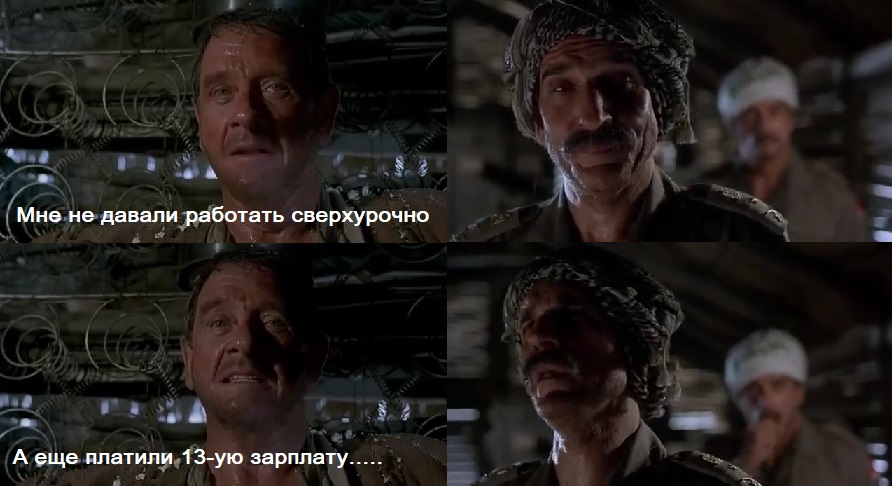 Мне не давали работать сверхурочно
А еще платили 13-ую зарплату.....